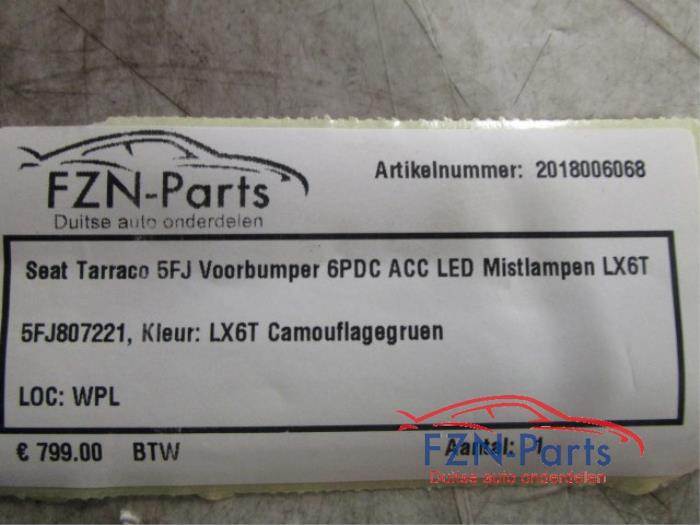 FZN-Parts
Duitse auto onderdelen
Artikelnummer: 2018006068
Seat Tarraco 5FJ Voorbumper 6PDC ACC LED Mistlampen LX6T
5FJ807221, Kleur: LX6T Camouflagegruen
LOC: WPL
€ 799.00 BTW
Aantal: 1
FZN-Parts
Duitse auto onderdelen